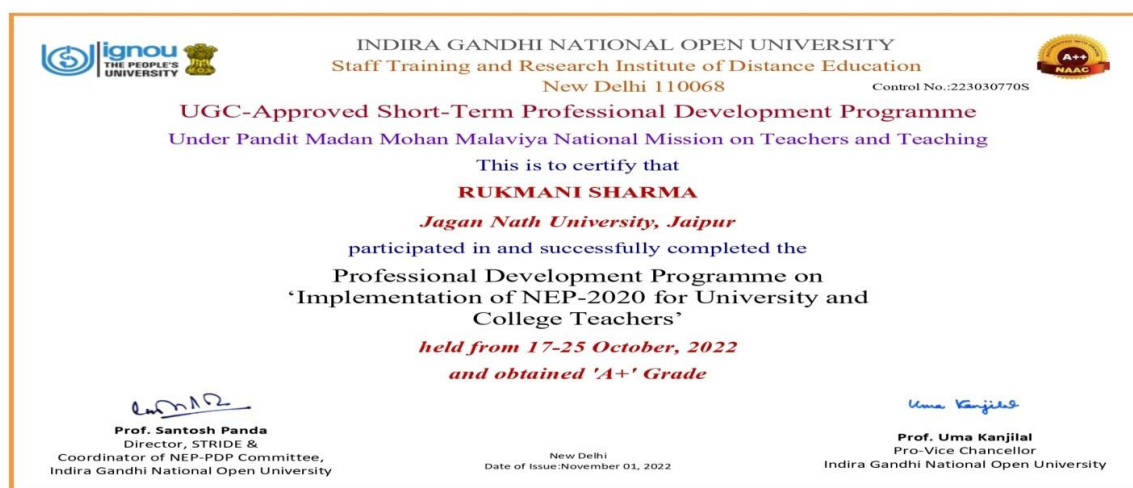 ignou
THE PEOPLE'S
UNIVERSITY
INDIRA GANDHI NATIONAL OPEN UNIVERSITY
Staff Training and Research Institute of Distance Education
New Delhi 110068
A++
NAAC
Control No.:223030770S
UGC-Approved Short-Term Professional Development Programme
Under Pandit Madan Mohan Malaviya National Mission on Teachers and Teaching
This is to certify that
RUKMANI SHARMA
Jagan Nath University, Jaipur
participated in and successfully completed the
Professional Development Programme on
‘Implementation of NEP-2020 for University and
College Teachers’
held from 17-25 October, 2022
and obtained 'A+' Grade
Prof. Santosh Panda
Director, STRIDE &
Coordinator of NEP-PDP Committee,
Indira Gandhi National Open University
New Delhi
Date of Issue:November 01, 2022
Uma Kanjilal
Prof. Uma Kanjilal
Pro-Vice Chancellor
Indira Gandhi National Open University